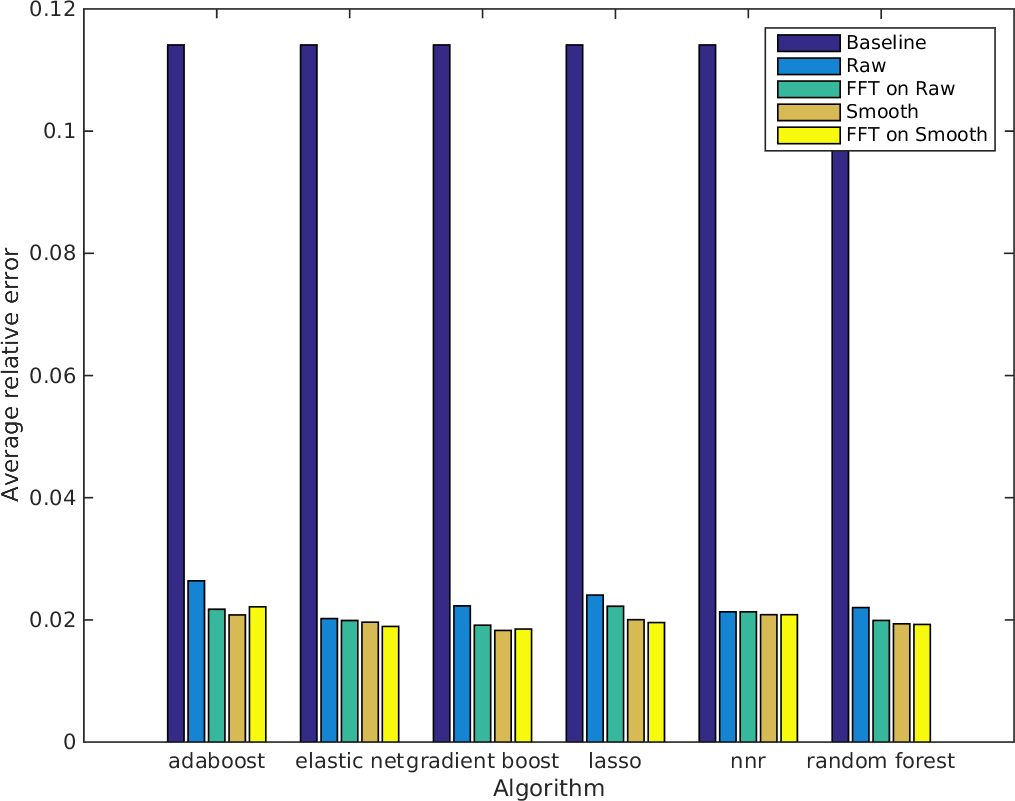 0.12
0.1
0.08
0.06
0.04
0.02
0
Average relative error
Baseline
Raw
FFT on Raw
Smooth
FFT on Smooth
adaboost
elastic net
gradient boost
lasso
nnr
random forest
Algorithm